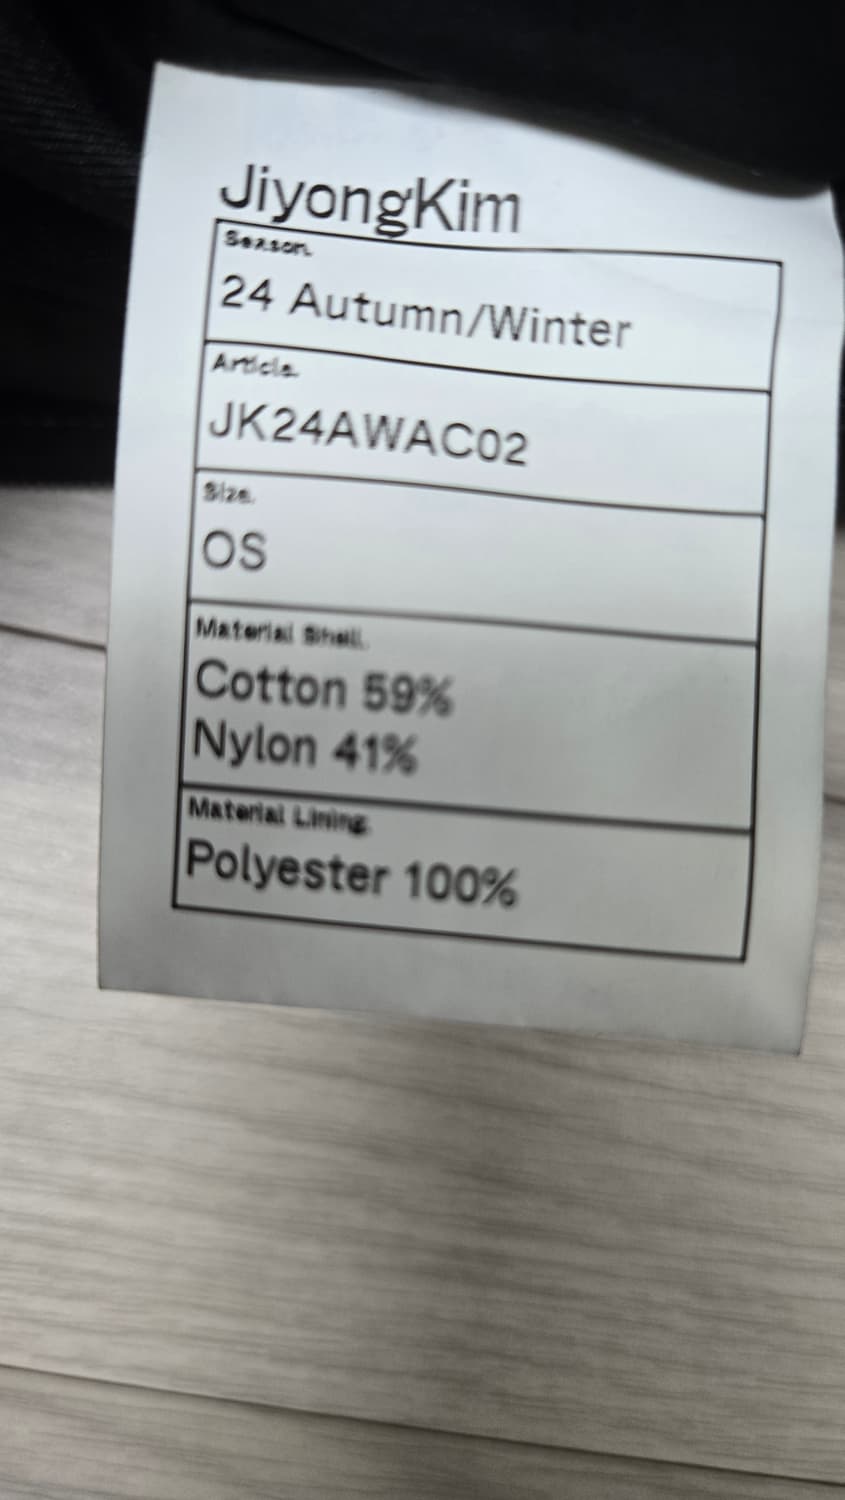 JiyongKim
Season.
24 Autumn/Winter
Article.
JK24AWAC02
Size.
OS
Material Shell.
Cotton 59%
Nylon 41%
Material Lining.
Polyester 100%